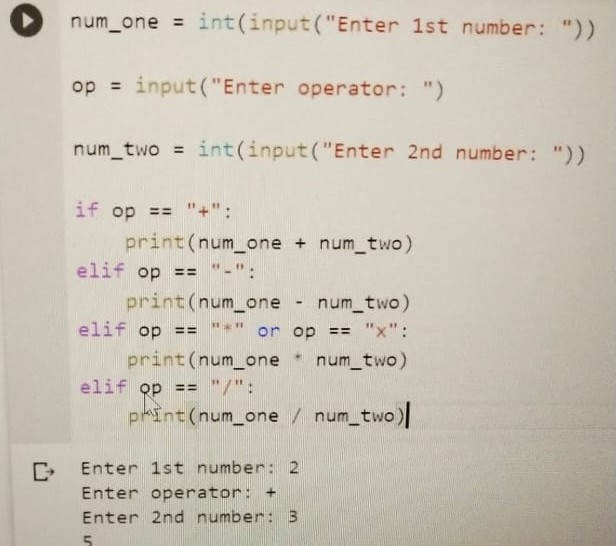 num_one = int(input("Enter 1st number: "))
op = input("Enter operator: ")
num_two = int(input("Enter 2nd number: "))
if op == "+":
print(num_one + num_two)
elif op == "-":
print(num_one - num_two)
elif op == "*" or op == "x":
print(num_one * num_two)
elif op == "/":
print(num_one / num_two)
Enter 1st number: 2
Enter operator: +
Enter 2nd number: 3
5